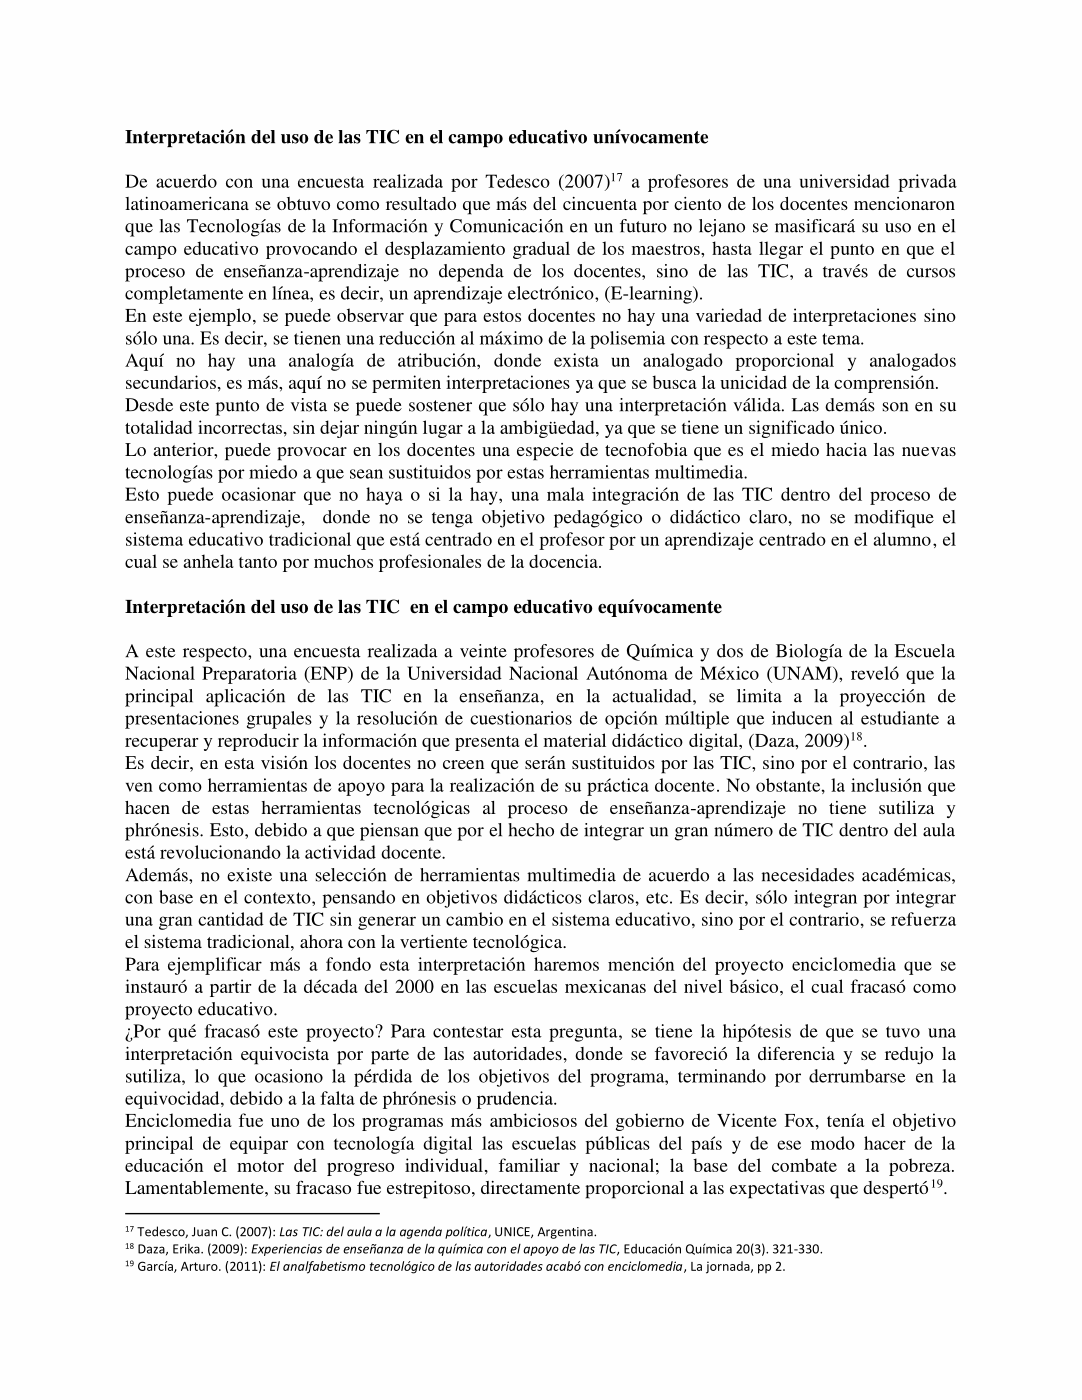 Interpretación del uso de las TIC en el campo educativo unívocamente
De acuerdo con una encuesta realizada por Tedesco (2007)17 a profesores de una universidad privada
latinoamericana se obtuvo como resultado que más del cincuenta por ciento de los docentes mencionaron
que las Tecnologías de la Información y Comunicación en un futuro no lejano se masificará su uso en el
campo educativo provocando el desplazamiento gradual de los maestros, hasta llegar el punto en que el
proceso de enseñanza-aprendizaje no dependa de los docentes, sino de las TIC, a través de cursos
completamente en línea, es decir, un aprendizaje electrónico, (E-learning).
En este ejemplo, se puede observar que para estos docentes no hay una variedad de interpretaciones sino
sólo una. Es decir, se tienen una reducción al máximo de la polisemia con respecto a este tema.
Aquí no hay una analogía de atribución, donde exista un analogado proporcional y analogados
secundarios, es más, aquí no se permiten interpretaciones ya que se busca la unicidad de la comprensión.
Desde este punto de vista se puede sostener que sólo hay una interpretación válida. Las demás son en su
totalidad incorrectas, sin dejar ningún lugar a la ambigüedad, ya que se tiene un significado único.
Lo anterior, puede provocar en los docentes una especie de tecnofobia que es el miedo hacia las nuevas
tecnologías por miedo a que sean sustituidos por estas herramientas multimedia.
Esto puede ocasionar que no haya o si la hay, una mala integración de las TIC dentro del proceso de
enseñanza-aprendizaje,  donde no se tenga objetivo pedagógico o didáctico claro, no se modifique el
sistema educativo tradicional que está centrado en el profesor por un aprendizaje centrado en el alumno, el
cual se anhela tanto por muchos profesionales de la docencia.
Interpretación del uso de las TIC  en el campo educativo equívocamente
A este respecto, una encuesta realizada a veinte profesores de Química y dos de Biología de la Escuela
Nacional Preparatoria (ENP) de la Universidad Nacional Autónoma de México (UNAM), reveló que la
principal aplicación de las TIC en la enseñanza, en la actualidad, se limita a la proyección de
presentaciones grupales y la resolución de cuestionarios de opción múltiple que inducen al estudiante a
recuperar y reproducir la información que presenta el material didáctico digital, (Daza, 2009)18.
Es decir, en esta visión los docentes no creen que serán sustituidos por las TIC, sino por el contrario, las
ven como herramientas de apoyo para la realización de su práctica docente. No obstante, la inclusión que
hacen de estas herramientas tecnológicas al proceso de enseñanza-aprendizaje no tiene sutiliza y
phrónesis. Esto, debido a que piensan que por el hecho de integrar un gran número de TIC dentro del aula
está revolucionando la actividad docente.
Además, no existe una selección de herramientas multimedia de acuerdo a las necesidades académicas,
con base en el contexto, pensando en objetivos didácticos claros, etc. Es decir, sólo integran por integrar
una gran cantidad de TIC sin generar un cambio en el sistema educativo, sino por el contrario, se refuerza
el sistema tradicional, ahora con la vertiente tecnológica.
Para ejemplificar más a fondo esta interpretación haremos mención del proyecto enciclomedia que se
instauró a partir de la década del 2000 en las escuelas mexicanas del nivel básico, el cual fracasó como
proyecto educativo.
¿Por qué fracasó este proyecto? Para contestar esta pregunta, se tiene la hipótesis de que se tuvo una
interpretación equivocista por parte de las autoridades, donde se favoreció la diferencia y se redujo la
sutiliza, lo que ocasiono la pérdida de los objetivos del programa, terminando por derrumbarse en la
equivocidad, debido a la falta de phrónesis o prudencia.
Enciclomedia fue uno de los programas más ambiciosos del gobierno de Vicente Fox, tenía el objetivo
principal de equipar con tecnología digital las escuelas públicas del país y de ese modo hacer de la
educación el motor del progreso individual, familiar y nacional; la base del combate a la pobreza.
Lamentablemente, su fracaso fue estrepitoso, directamente proporcional a las expectativas que despertó19.
17 Tedesco, Juan C. (2007): Las TIC: del aula a la agenda política, UNICE, Argentina.
18 Daza, Erika. (2009): Experiencias de enseñanza de la química con el apoyo de las TIC, Educación Química 20(3). 321-330.
19 García, Arturo. (2011): El analfabetismo tecnológico de las autoridades acabó con enciclomedia, La jornada, pp 2.